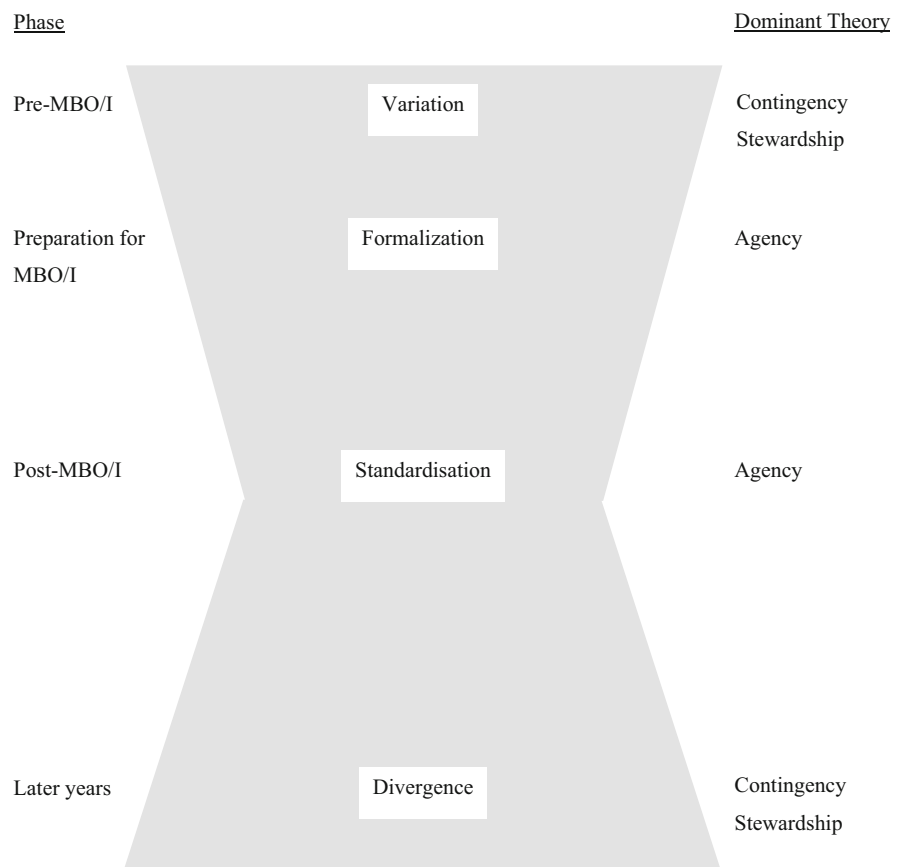 Phase
Dominant Theory
Pre-MBO/I
Variation
Contingency
Stewardship
Preparation for
MBO/I
Formalization
Agency
Post-MBO/I
Standardisation
Agency
Later years
Divergence
Contingency
Stewardship